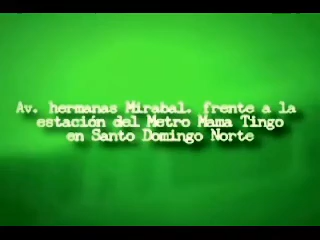 Av. hermanas Mirabal. frente a la
estación del Metro Mama Tingo
en Santo Domingo Norte